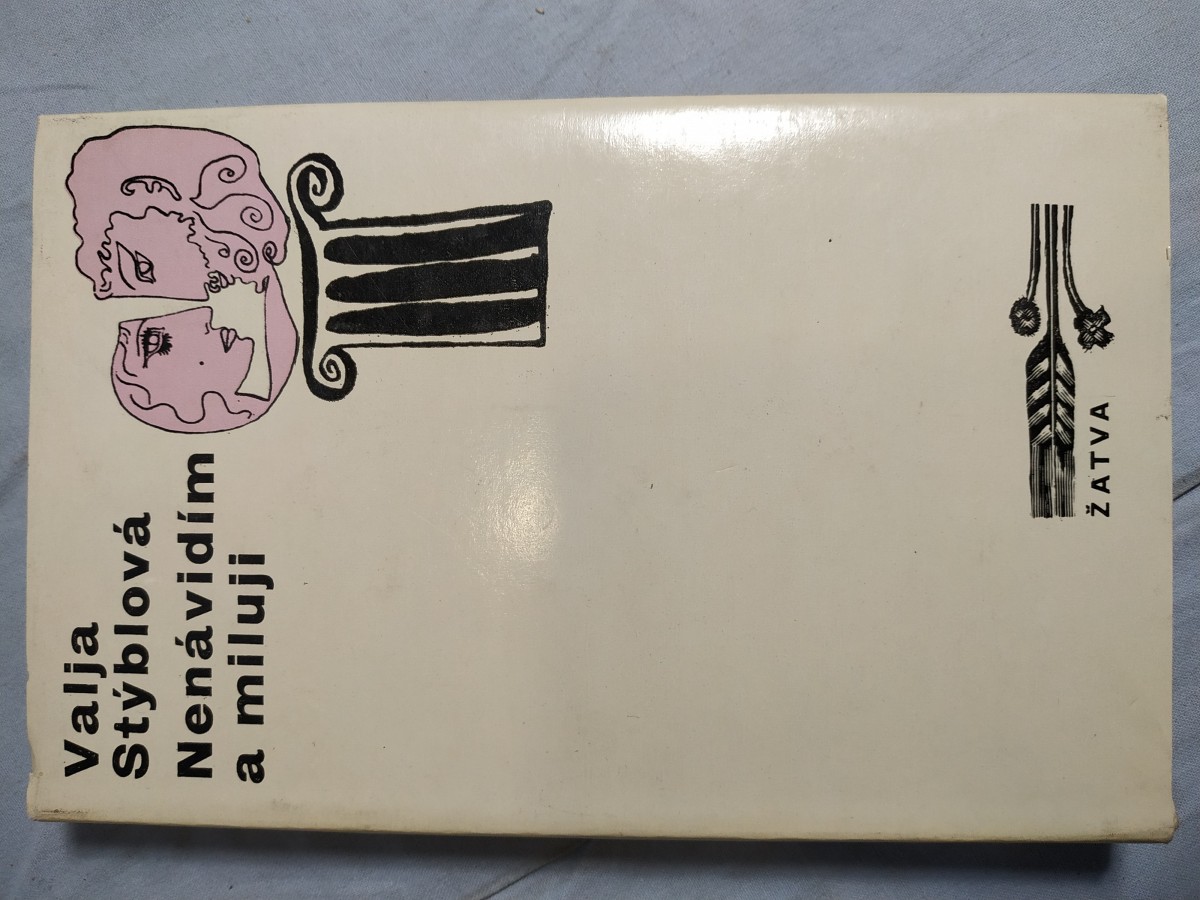 Valja
Stýblová
Nenávidím
a miluji
ŽATVA